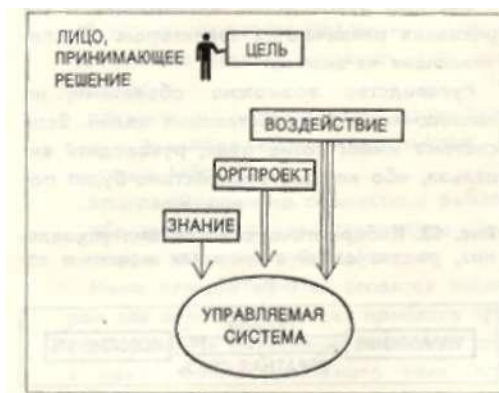 ЛИЦО,
ПРИНИМАЮЩЕЕ
РЕШЕНИЕ
ЦЕЛЬ
ВОЗДЕЙСТВИЕ
ОРГПРОЕКТ
ЗНАНИЕ
УПРАВЛЯЕМАЯ
СИСТЕМА